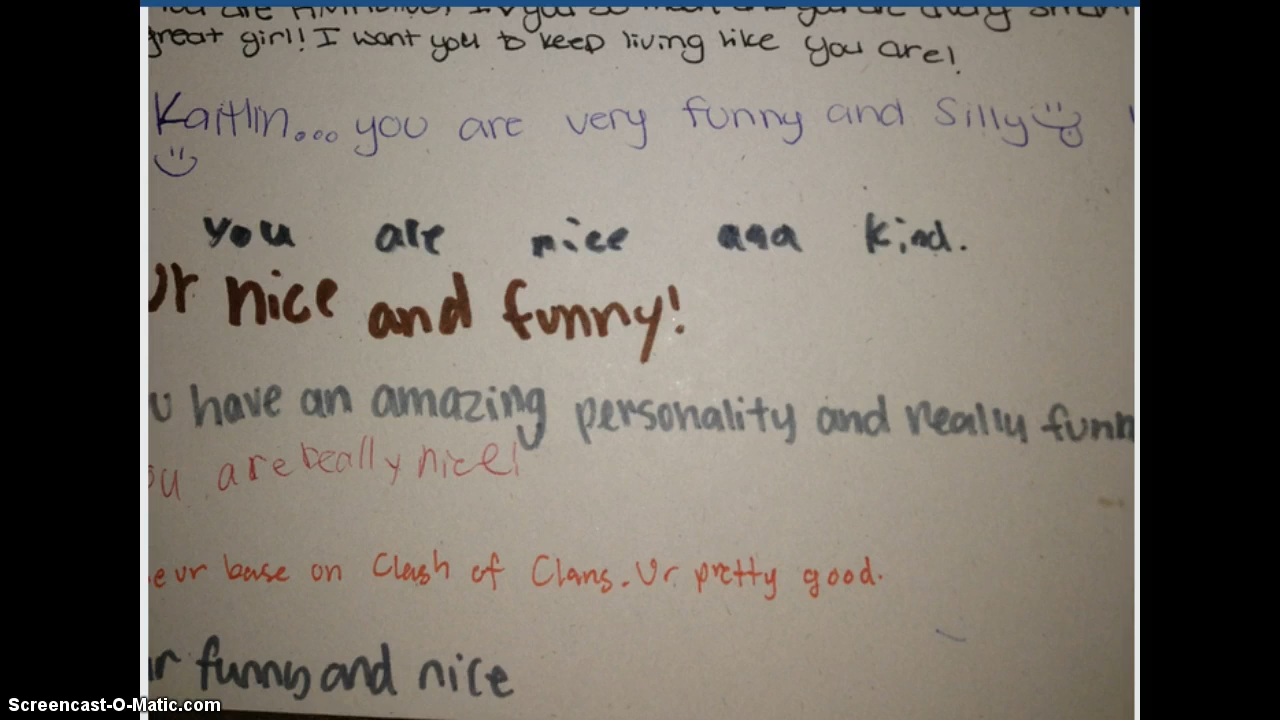 great girl! I want you to keep living like you are!
Kaitlin... you are very funny and Silly
you are nice ana kind.
Ur nice and funny!
have an amazing personality and really
you are really nice!
ur base on Clash of Clans. Ur pretty good.
funny and nice
Screencast-O-Matic.com